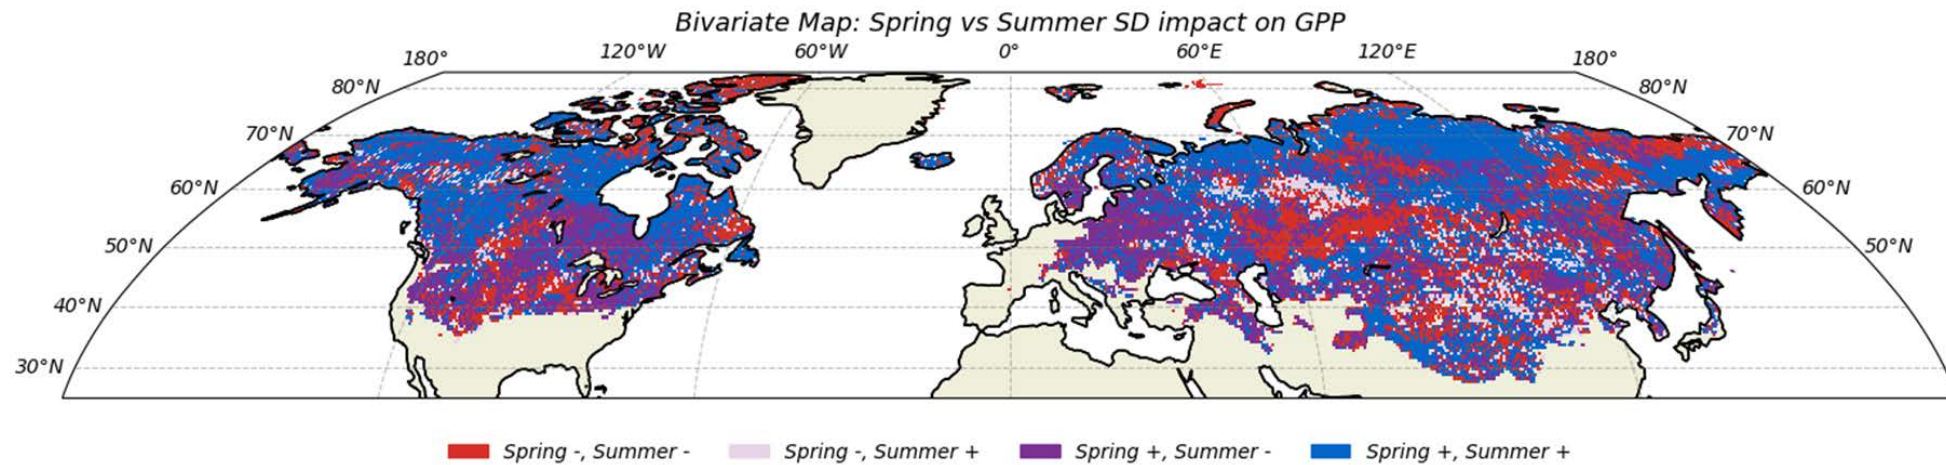 Bivariate Map: Spring vs Summer SD impact on GPP
180° 120°W 60°W 0° 60°E 120°E 180°
80°N 80°N
70°N 70°N
60°N 60°N
50°N 50°N
40°N
30°N
Spring -, Summer - Spring -, Summer + Spring +, Summer - Spring +, Summer +